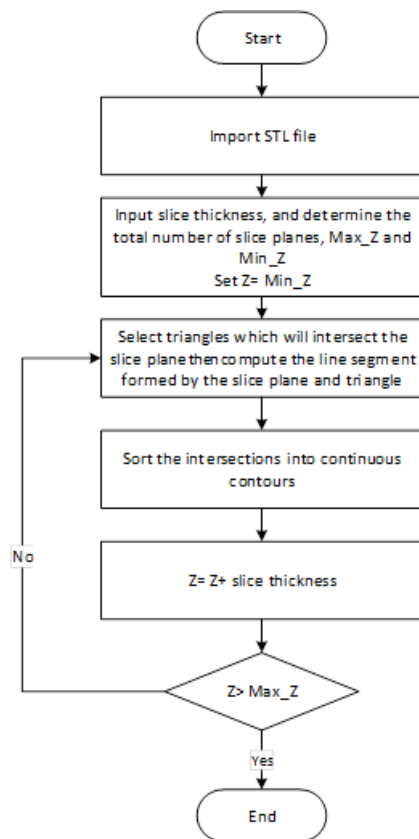 Start
Import STL file
Input slice thickness, and determine the
total number of slice planes, Max_Z and
Min_Z
Set Z= Min_Z
Select triangles which will intersect the
slice plane then compute the line segment
formed by the slice plane and triangle
Sort the intersections into continuous
contours
No
Z= Z+ slice thickness
Z> Max_Z
Yes
End